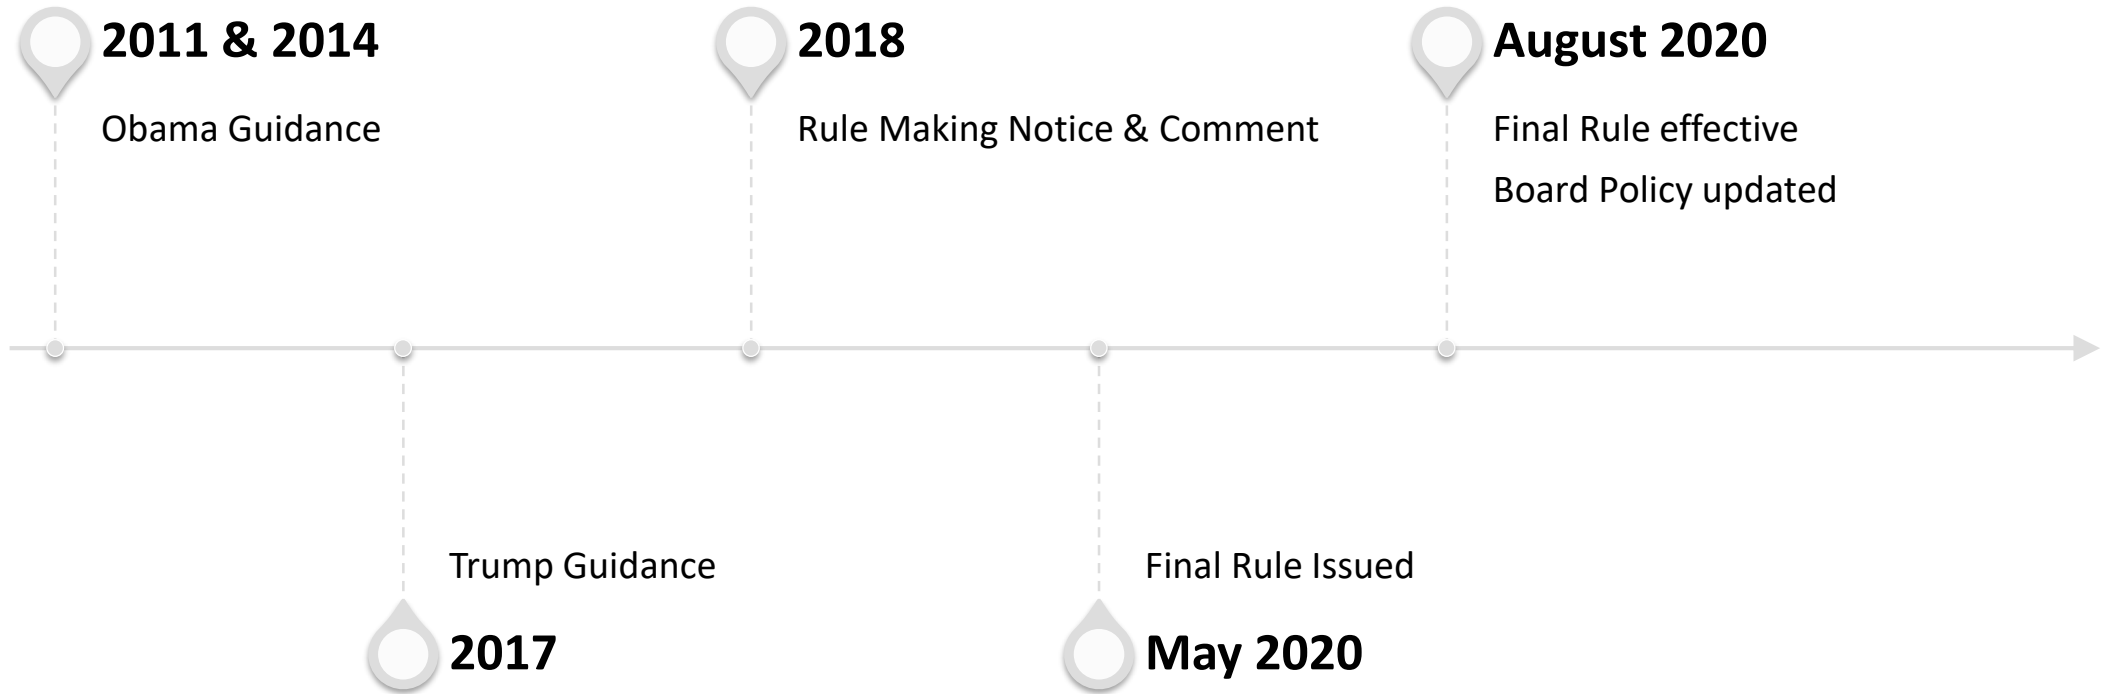 2011 & 2014
Obama Guidance
Trump Guidance
2017
2018
Rule Making Notice & Comment
Final Rule Issued
May 2020
August 2020
Final Rule effective
Board Policy updated